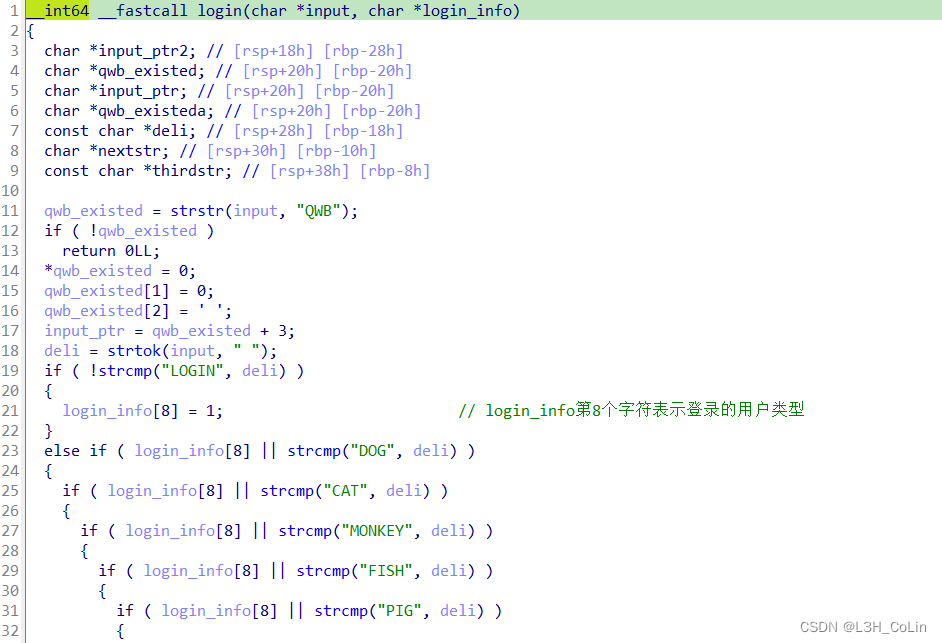 1 __int64 __fastcall login(char *input, char *login_info)
2 {
3 char *input_ptr2; // [rsp+18h] [rbp-28h]
4 char *qwb_existed; // [rsp+20h] [rbp-20h]
5 char *input_ptr; // [rsp+20h] [rbp-20h]
6 char *qwb_existeda; // [rsp+20h] [rbp-20h]
7 const char *deli; // [rsp+28h] [rbp-18h]
8 char *nextstr; // [rsp+30h] [rbp-10h]
9 const char *thirdstr; // [rsp+38h] [rbp-8h]
10
11 qwb_existed = strstr(input, "QWB");
12 if ( !qwb_existed )
13 return 0LL;
14 *qwb_existed = 0;
15 qwb_existed[1] = 0;
16 qwb_existed[2] = ' ';
17 input_ptr = qwb_existed + 3;
18 deli = strtok(input, " ");
19 if ( !strcmp("LOGIN", deli) )
20 {
21 login_info[8] = 1; // login_info第8个字符表示登录的用户类型
22 }
23 else if ( login_info[8] || strcmp("DOG", deli) )
24 {
25 if ( login_info[8] || strcmp("CAT", deli) )
26 {
27 if ( login_info[8] || strcmp("MONKEY", deli) )
28 {
29 if ( login_info[8] || strcmp("FISH", deli) )
30 {
31 if ( login_info[8] || strcmp("PIG", deli) )
32 {
CSDN @L3H_CoLin